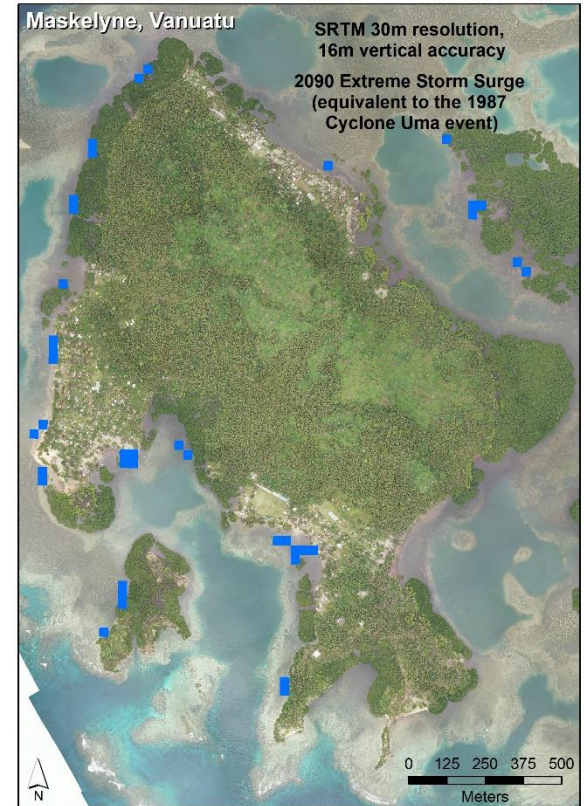 Maskelyne, Vanuatu
SRTM 30m resolution,
16m vertical accuracy
2090 Extreme Storm Surge
(equivalent to the 1987
Cyclone Uma event)
0 125 250 375 500
Meters
N